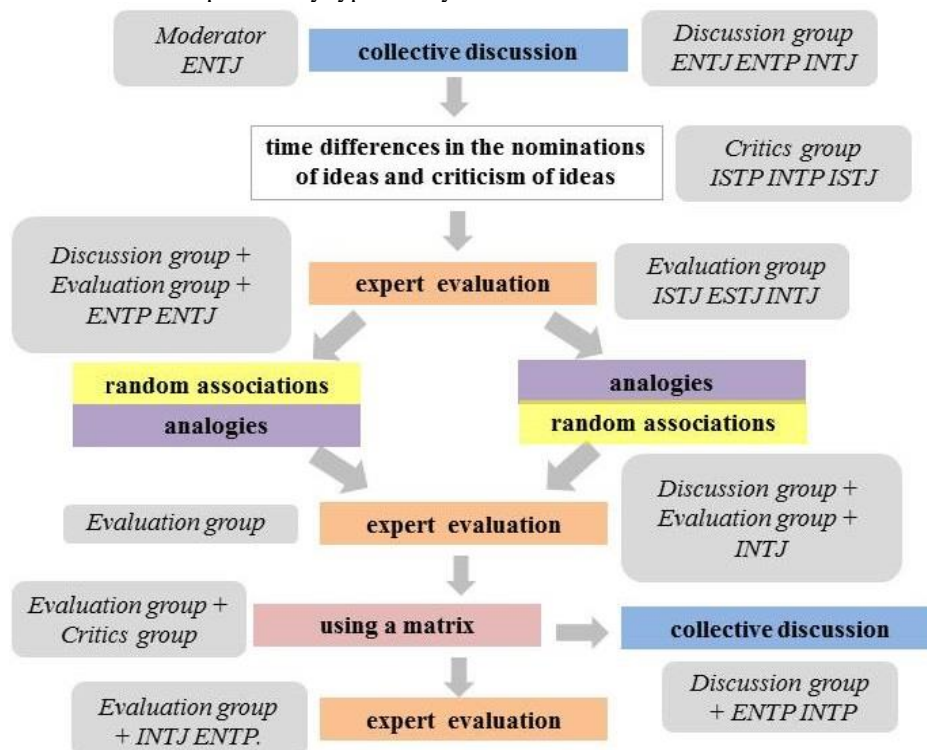 Moderator
ENTJ
collective discussion
Discussion group
ENTJ ENTP INTJ
time differences in the nominations
of ideas and criticism of ideas
Critics group
ISTP INTP ISTJ
Discussion group +
Evaluation group +
ENTP ENTJ
expert evaluation
Evaluation group
ISTJ ESTJ INTJ
random associations
analogies
analogies
random associations
Evaluation group
expert evaluation
Discussion group +
Evaluation group +
INTJ
Evaluation group +
Critics group
using a matrix
collective discussion
Evaluation group
+ INTJ ENTP.
expert evaluation
Discussion group
+ ENTP INTP